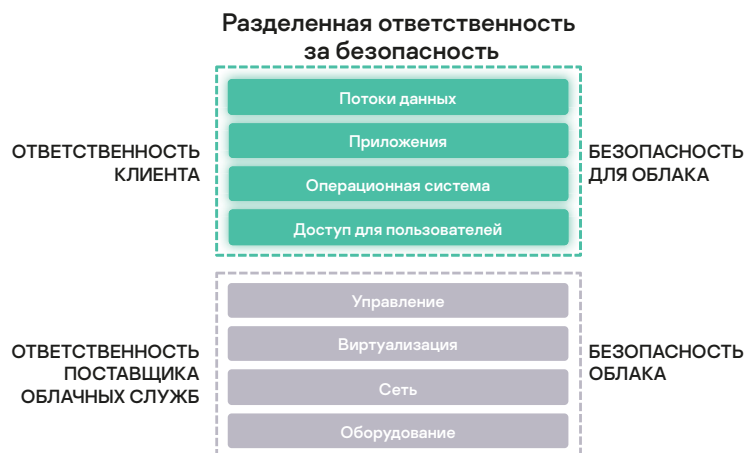 Разделенная ответственность
за безопасность
Потоки данных
Приложения
Операционная система
Доступ для пользователей
ОТВЕТСТВЕННОСТЬ
КЛИЕНТА
БЕЗОПАСНОСТЬ
ДЛЯ ОБЛАКА
Управление
Виртуализация
Сеть
Оборудование
ОТВЕТСТВЕННОСТЬ
ПОСТАВЩИКА
ОБЛАЧНЫХ СЛУЖБ
БЕЗОПАСНОСТЬ
ОБЛАКА